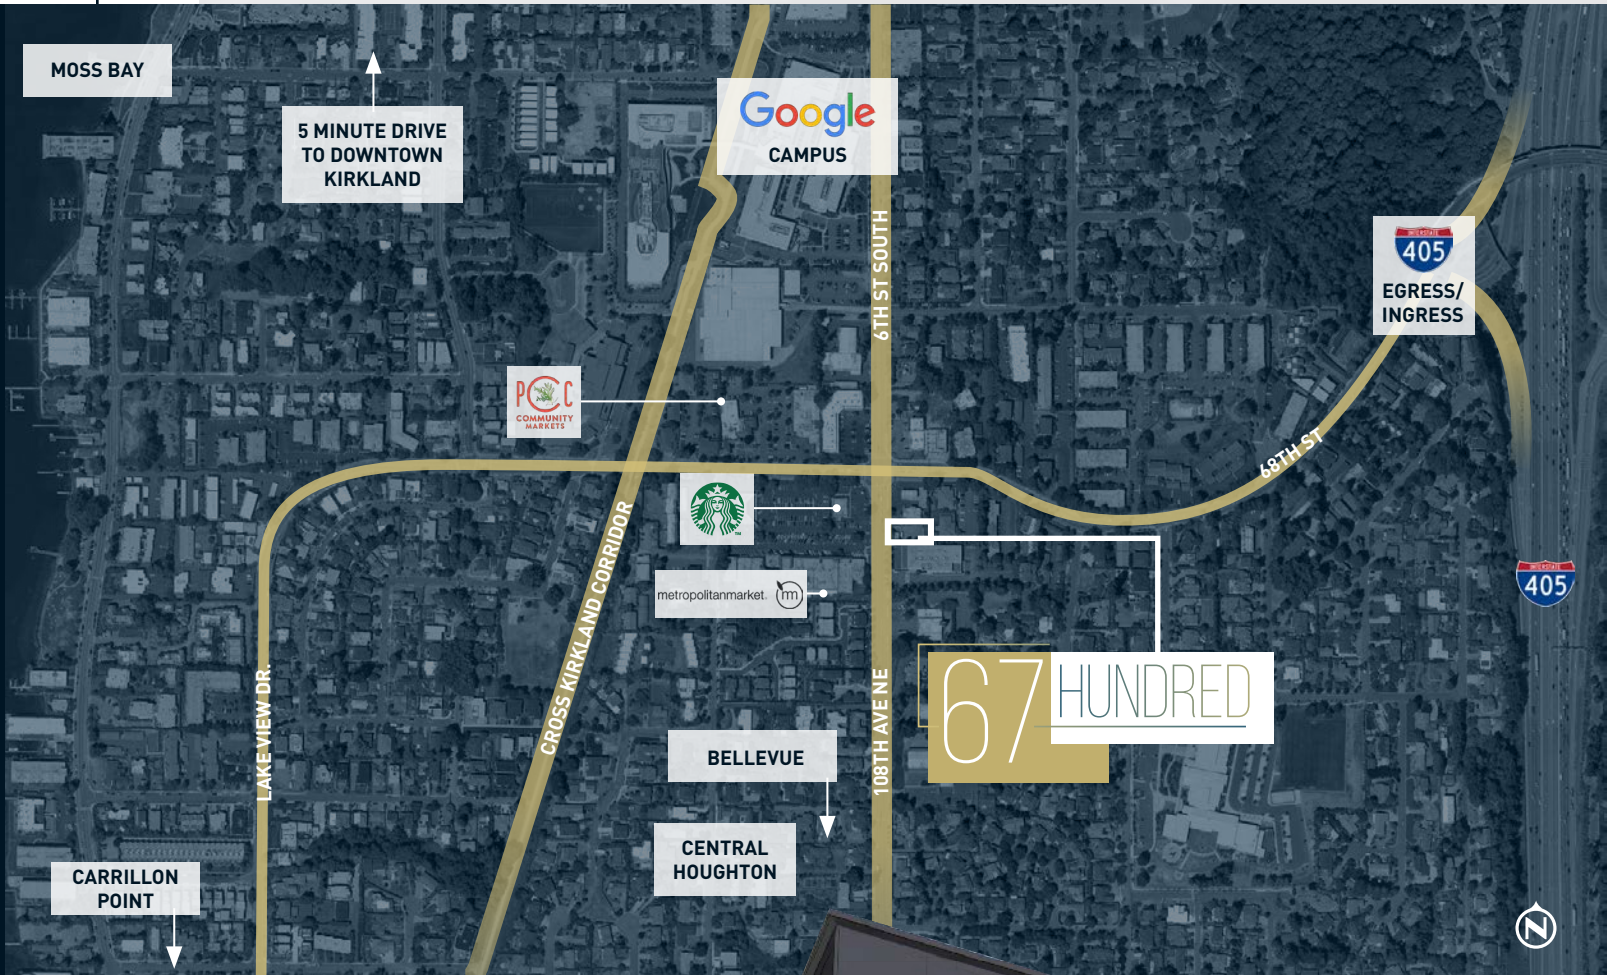 MOSS BAY
5 MINUTE DRIVE
TO DOWNTOWN
KIRKLAND
Google
CAMPUS
6TH ST SOUTH
INTERSTATE
405
EGRESS/
INGRESS
PCC
COMMUNITY
MARKETS
68TH ST
CROSS KIRKLAND CORRIDOR
metropolitanmarket.
m
INTERSTATE
405
LAKE VIEW DR.
108TH AVE NE
67 HUNDRED
BELLEVUE
CENTRAL
HOUGHTON
CARRILLON
POINT
N